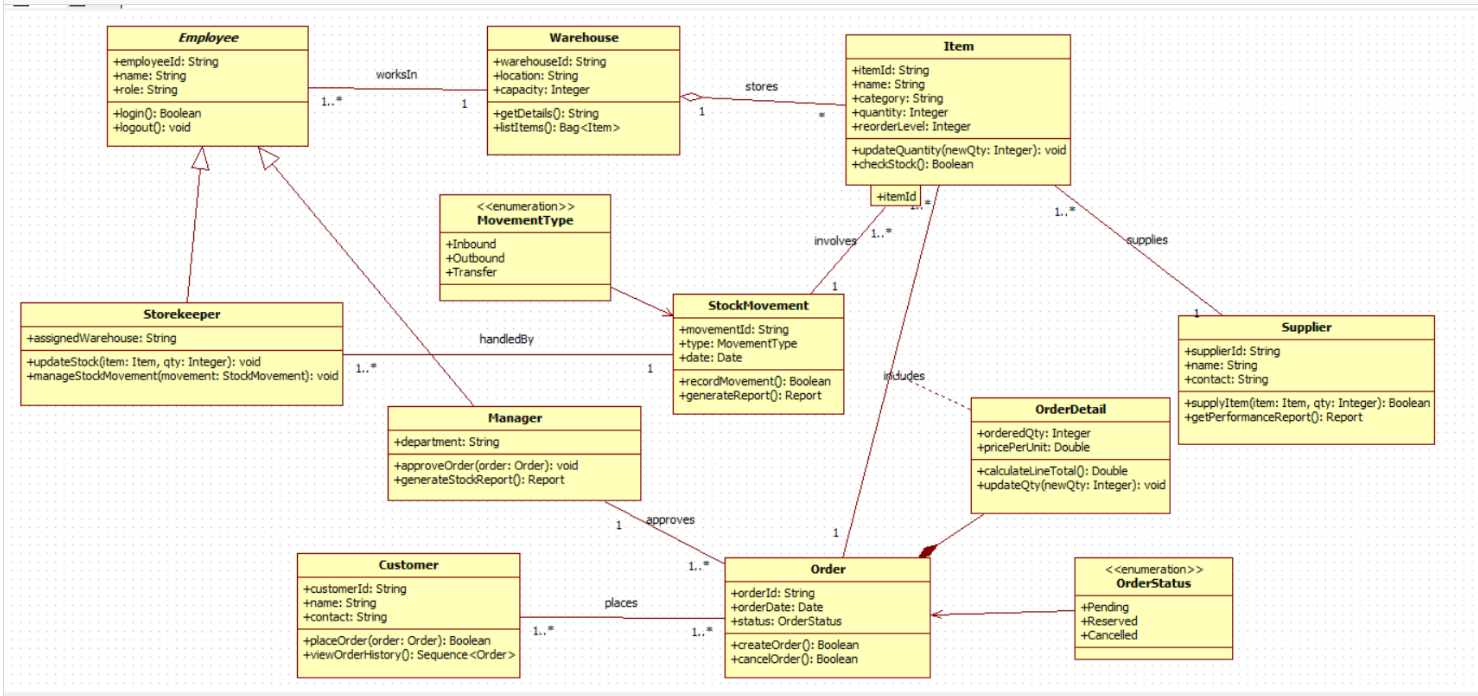 Employee
+employeeId: String
+name: String
+role: String
+login(): Boolean
+logout(): void
worksIn
1..*
1
Warehouse
+warehouseId: String
+location: String
+capacity: Integer
+getDetails(): String
+listItems(): Bag<Item>
stores
1
*
Item
+itemId: String
+name: String
+category: String
+quantity: Integer
+reorderLevel: Integer
+updateQuantity(newQty: Integer): void
+checkStock(): Boolean
+itemId
1..*
1..*
involves
1
1..*
supplies
1
<<enumeration>>
MovementType
+Inbound
+Outbound
+Transfer
Storekeeper
+assignedWarehouse: String
+updateStock(item: Item, qty: Integer): void
+manageStockMovement(movement: StockMovement): void
handledBy
1..*
1
StockMovement
+movementId: String
+type: MovementType
+date: Date
+recordMovement(): Boolean
+generateReport(): Report
Supplier
+supplierId: String
+name: String
+contact: String
+supplyItem(item: Item, qty: Integer): Boolean
+getPerformanceReport(): Report
includes
OrderDetail
+orderedQty: Integer
+pricePerUnit: Double
+calculateLineTotal(): Double
+updateQty(newQty: Integer): void
Manager
+department: String
+approveOrder(order: Order): void
+generateStockReport(): Report
1
approves
1..*
1
Customer
+customerId: String
+name: String
+contact: String
+placeOrder(order: Order): Boolean
+viewOrderHistory(): Sequence<Order>
places
1..*
1..*
Order
+orderId: String
+orderDate: Date
+status: OrderStatus
+createOrder(): Boolean
+cancelOrder(): Boolean
<<enumeration>>
OrderStatus
+Pending
+Reserved
+Cancelled